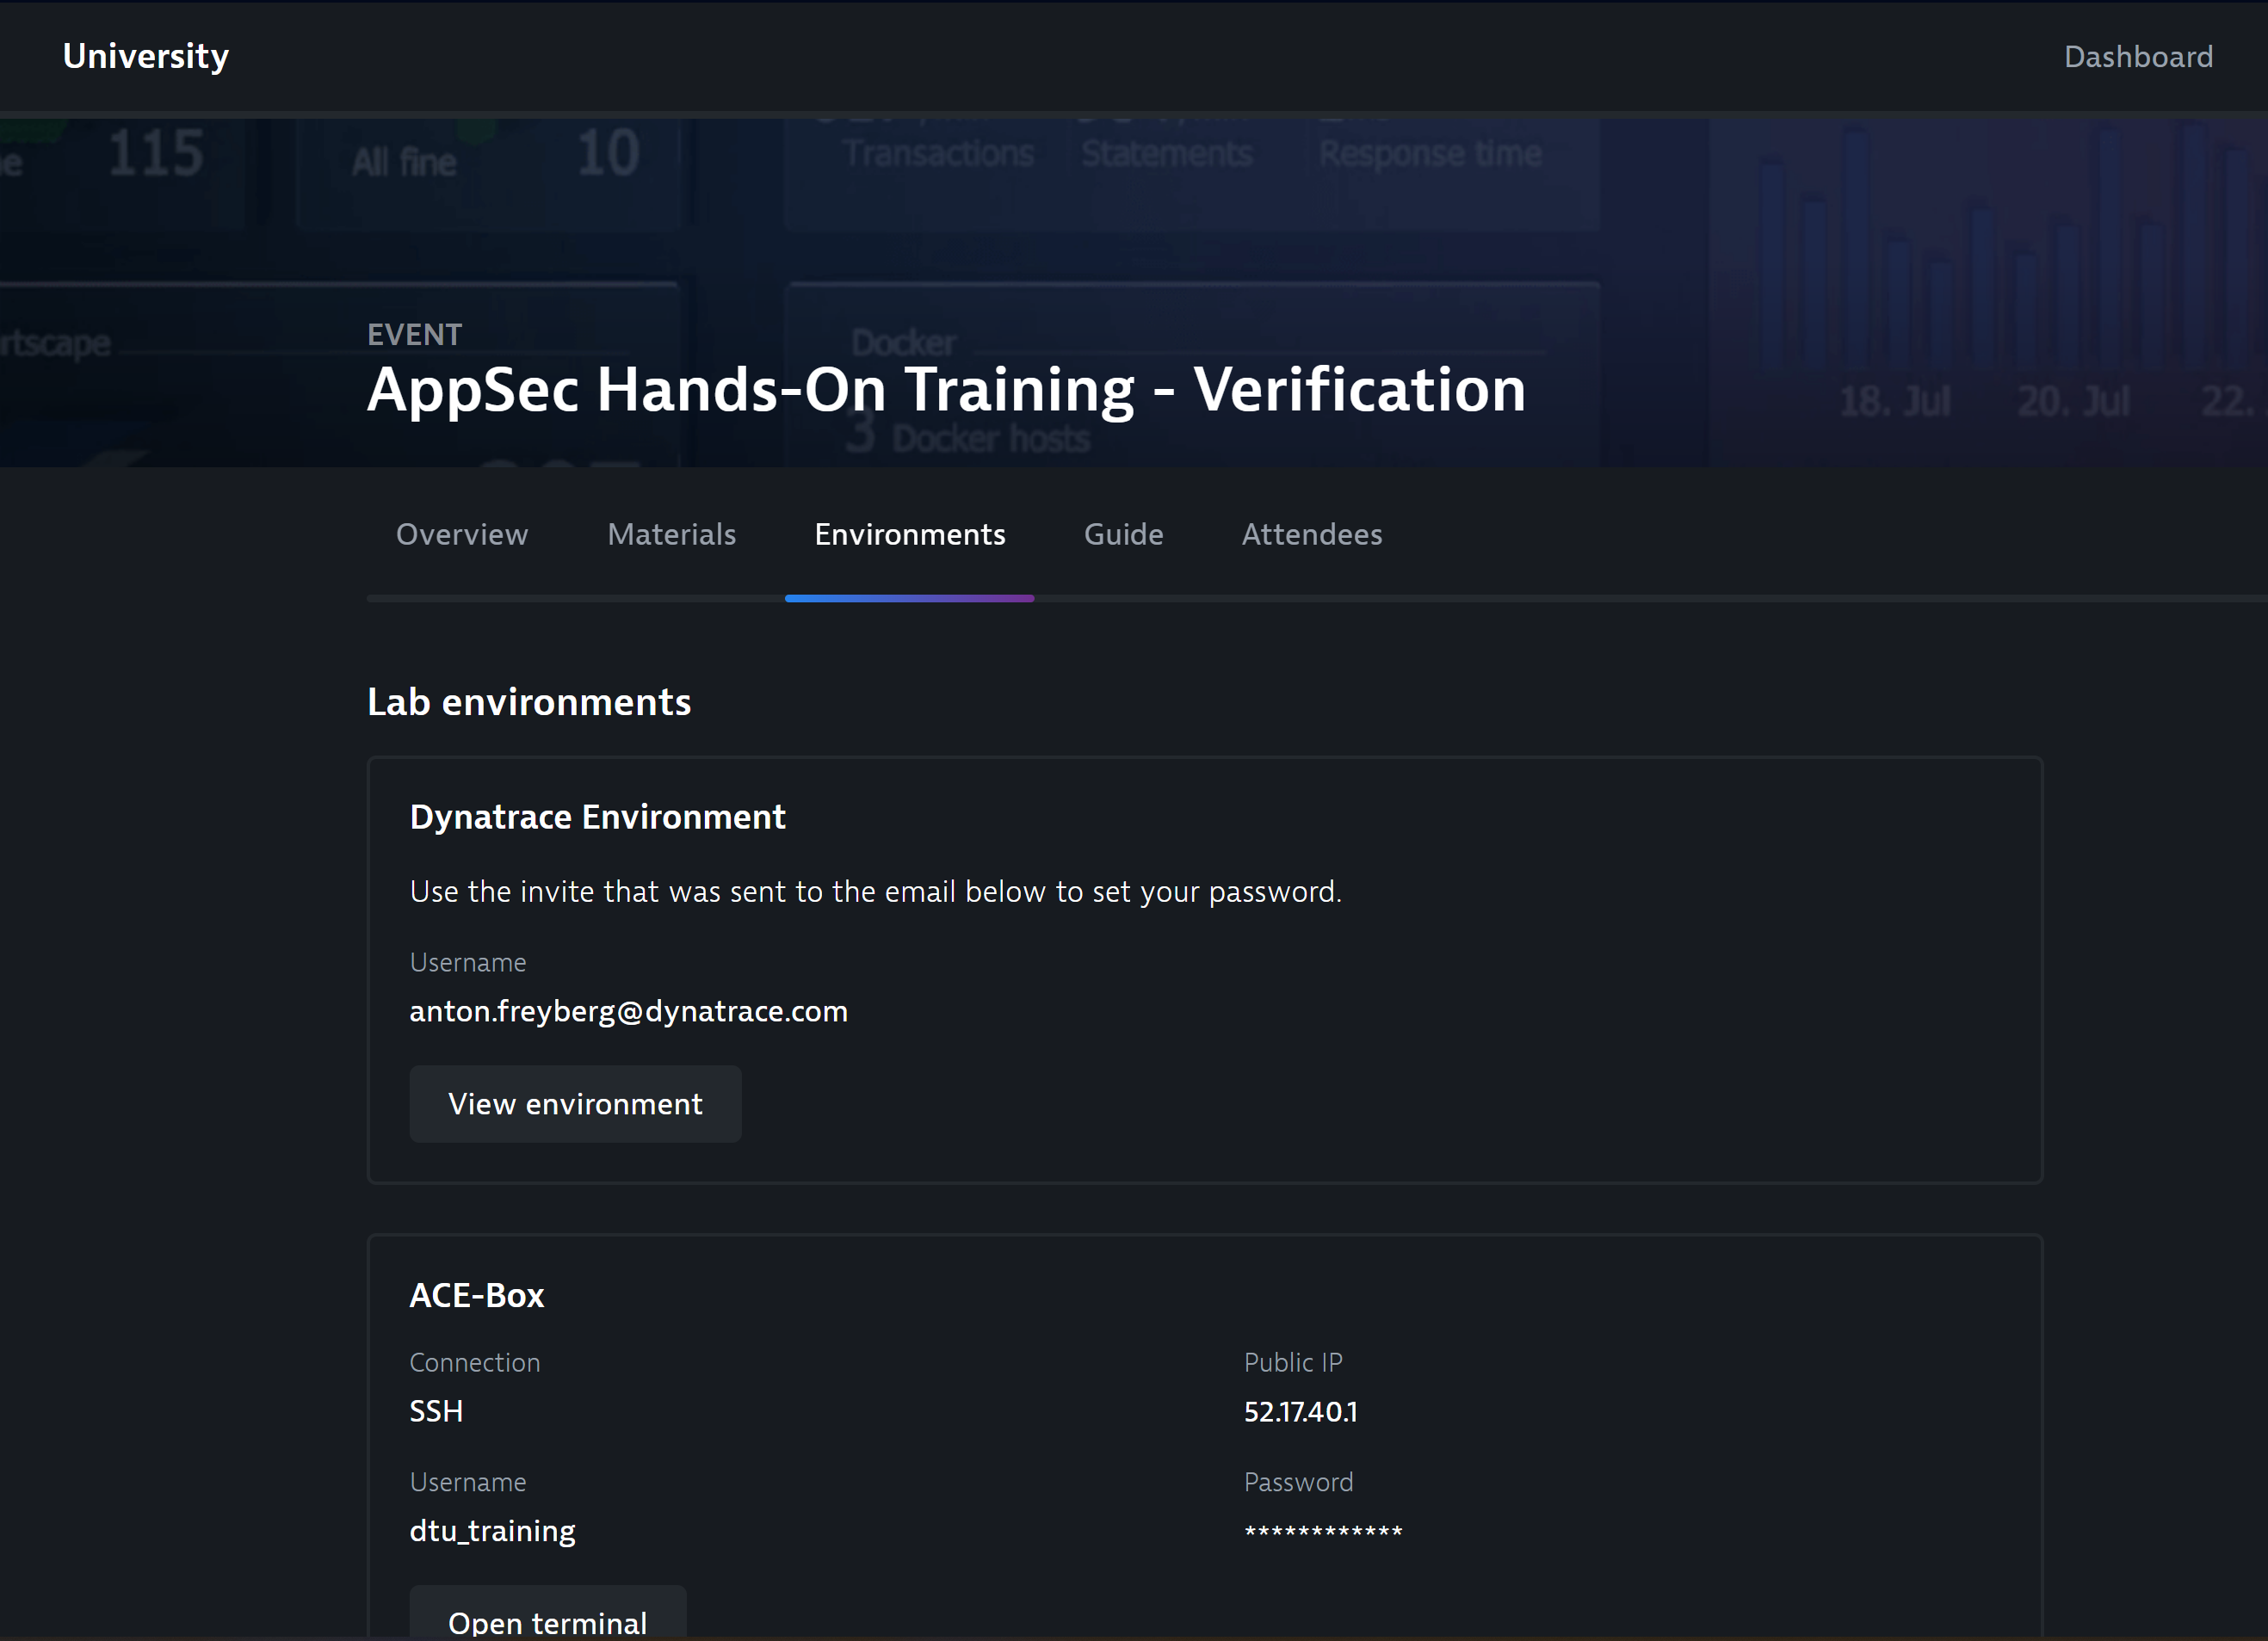 University
Dashboard
115
All fine
10
Transactions
Statements
Response time
Docker
EVENT
AppSec Hands-On Training - Verification
3 Docker hosts
18. Jul
20. Jul
22.
Overview
Materials
Environments
Guide
Attendees
Lab environments
Dynatrace Environment
Use the invite that was sent to the email below to set your password.
Username
anton.freyberg@dynatrace.com
View environment
ACE-Box
Connection
Public IP
SSH
52.17.40.1
Username
Password
dtu_training
************
Open terminal